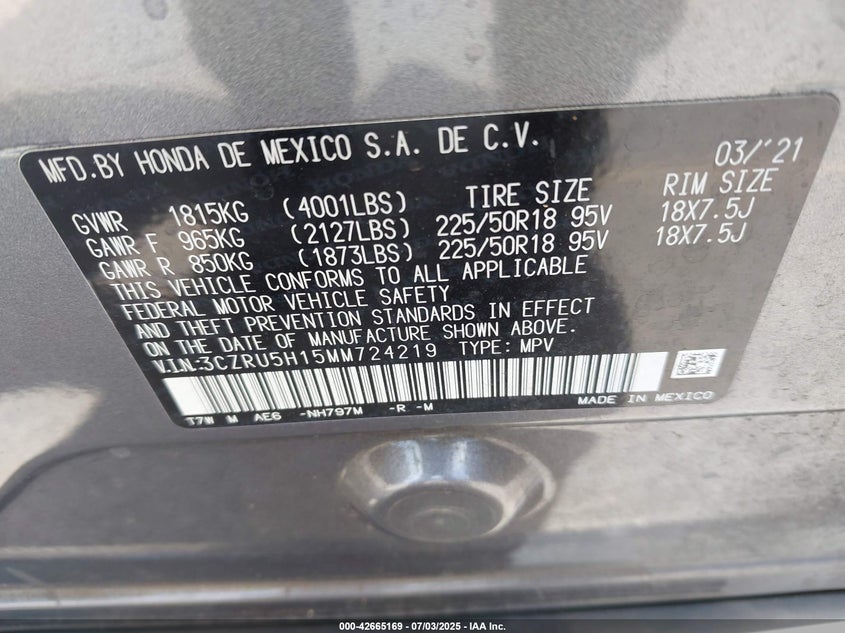 MFD.BY HONDA DE MEXICO S.A. DE C.V. 03/'21
TIRE SIZE RIM SIZE
GVWR 1815KG (4001LBS)
GAWR F 965KG (2127LBS) 225/50R18 95V 18X7.5J
GAWR R 850KG (1873LBS) 225/50R18 95V 18X7.5J
THIS VEHICLE CONFORMS TO ALL APPLICABLE
FEDERAL MOTOR VEHICLE SAFETY
AND THEFT PREVENTION STANDARDS IN EFFECT
ON THE DATE OF MANUFACTURE SHOWN ABOVE.
V.I.N:3CZRU5H15MM724219 TYPE: MPV
T7W M AE6 -NH797M -R -M MADE IN MEXICO
000-42665169 | 07/03/2025 | IAA Inc.